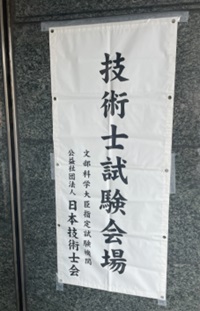 技術士試験会場
文部科学大臣指定試験機関
公益社団法人 日本技術士会